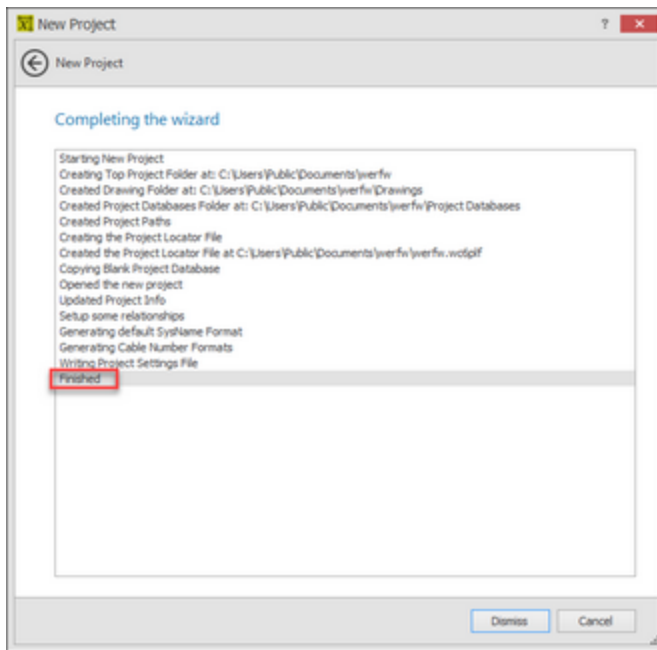 New Project
?
New Project
Completing the wizard
Starting New Project
Creating Top Project Folder at: C:\Users\Public\Documents\werfw
Created Drawing Folder at: C:\Users\Public\Documents\werfw\Drawings
Created Project Databases Folder at: C:\Users\Public\Documents\werfw\Project Databases
Created Project Paths
Creating the Project Locator File
Created the Project Locator File at C:\Users\Public\Documents\werfw\werfw.wc6plf
Copying Blank Project Database
Opened the new project
Updated Project Info
Setup some relationships
Generating default SysName Format
Generating Cable Number Formats
Writing Project Settings File
Finished
Dismiss Cancel